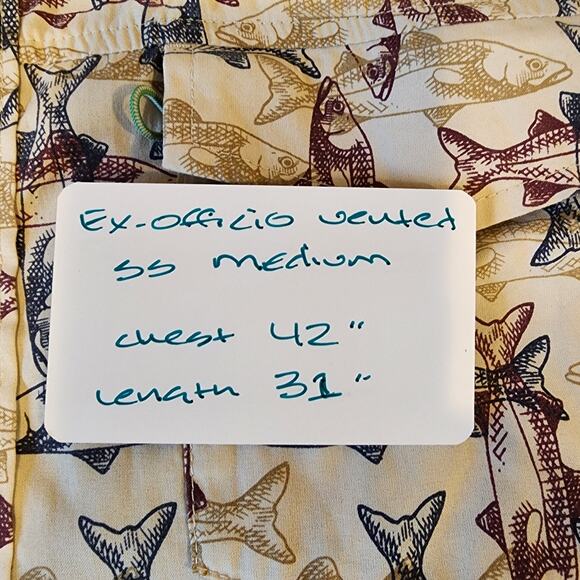 Ex-officio vented
ss medium
chest 42"
Length 31"